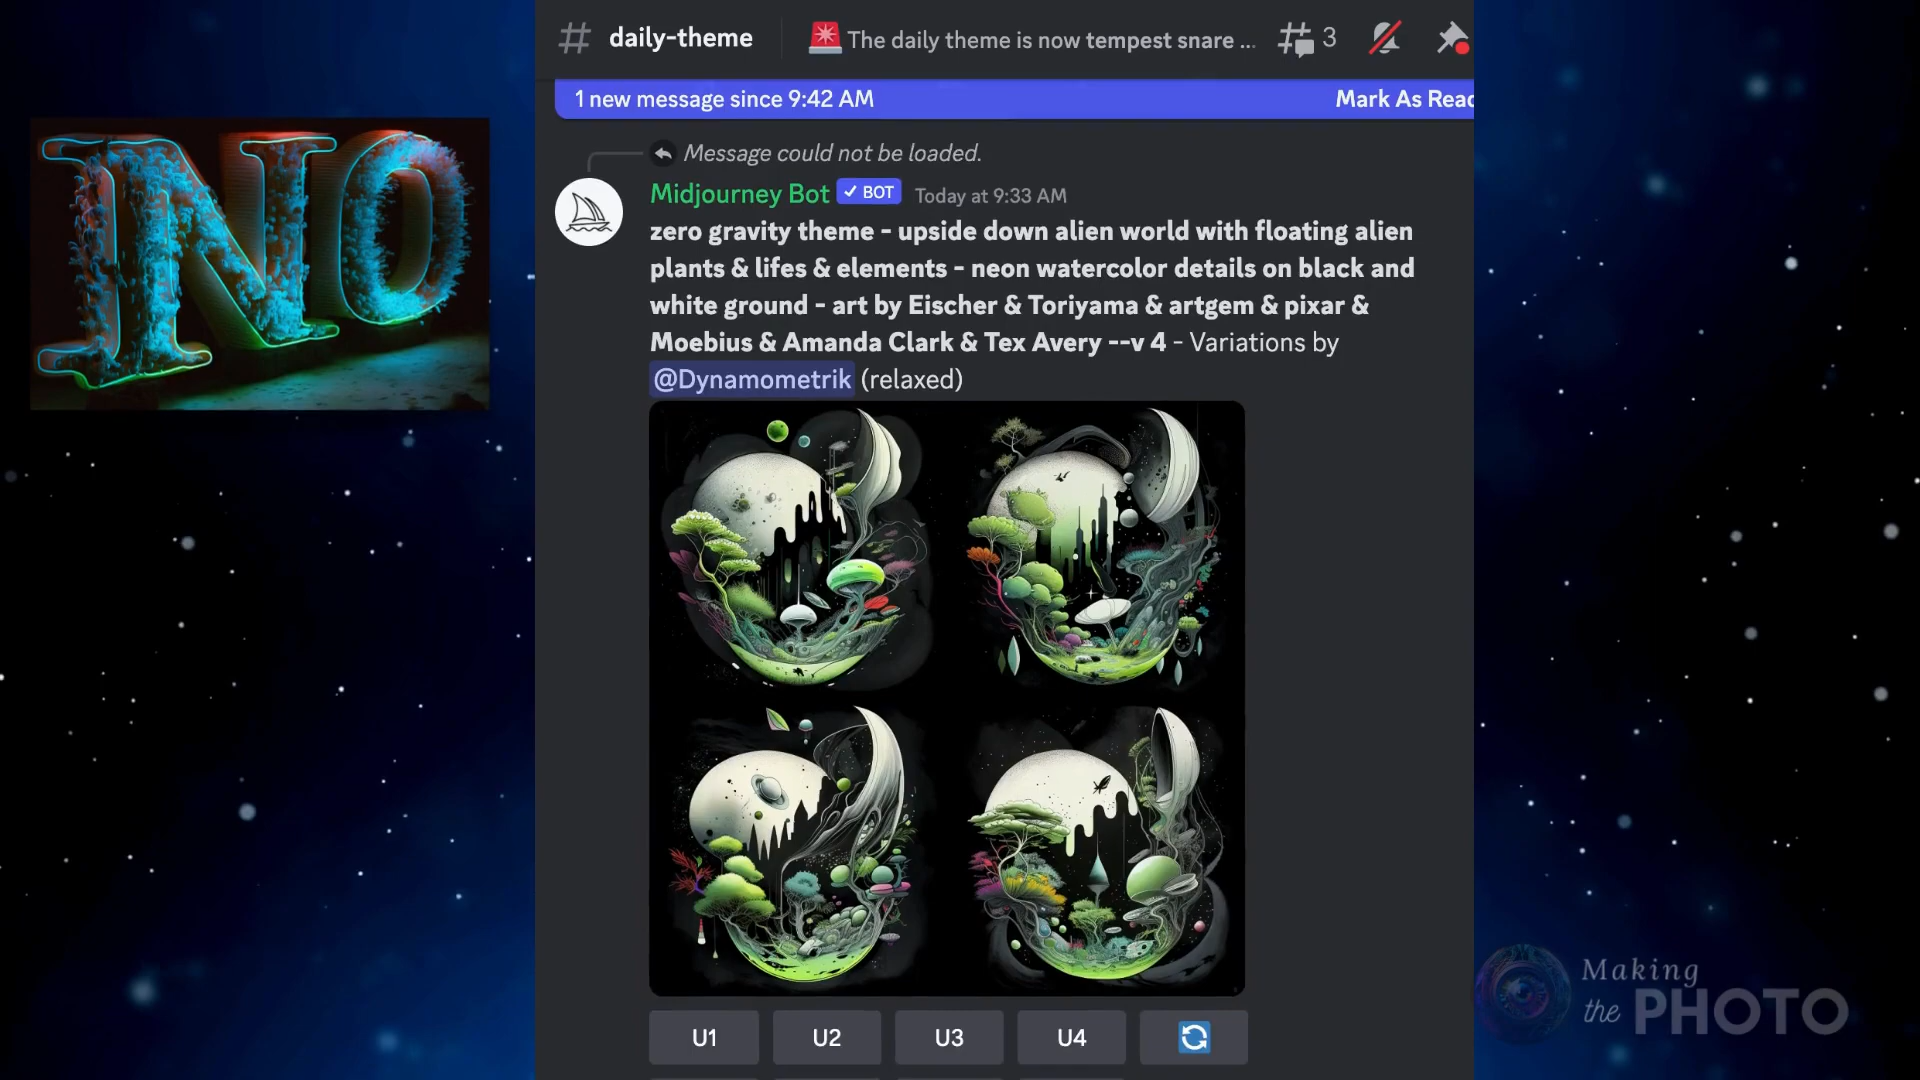 NO
daily-theme
The daily theme is now tempest snare ...
3
1 new message since 9:42 AM
Mark As Read
Message could not be loaded.
Midjourney Bot BOT Today at 9:33 AM
zero gravity theme - upside down alien world with floating alien
plants & lifes & elements - neon watercolor details on black and
white ground - art by Eischer & Toriyama & artgem & pixar &
Moebius & Amanda Clark & Tex Avery --v 4 - Variations by
@Dynamometrik (relaxed)
U1
U2
U3
U4
Making
the PHOTO